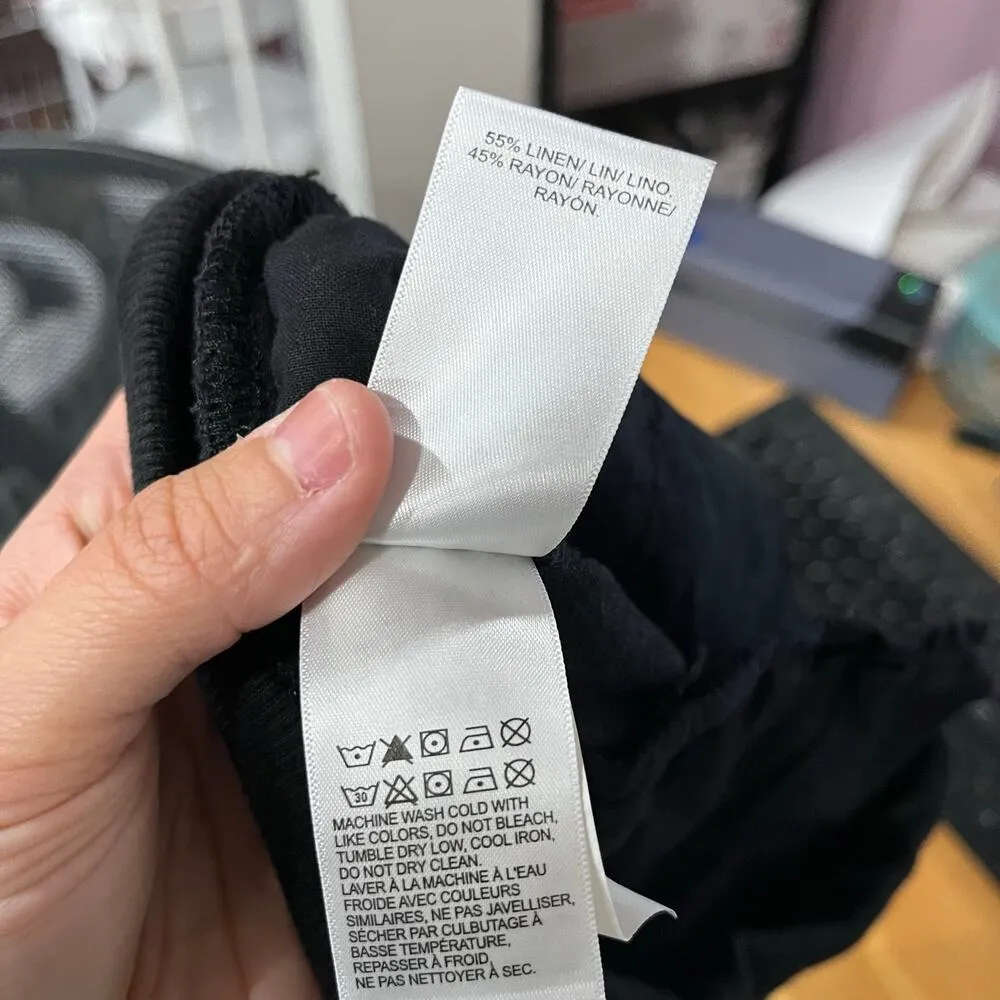 55% LINEN/ LIN/ LINO.
45% RAYON/ RAYONNE/
RAYÓN.
30
MACHINE WASH COLD WITH
LIKE COLORS, DO NOT BLEACH,
TUMBLE DRY LOW, COOL IRON,
DO NOT DRY CLEAN.
LAVER À LA MACHINE À L'EAU
FROIDE AVEC COULEURS
SIMILAIRES, NE PAS JAVELLISER,
SÉCHER PAR CULBUTAGE À
BASSE TEMPÉRATURE,
REPASSER À FROID,
NE PAS NETTOYER À SEC.